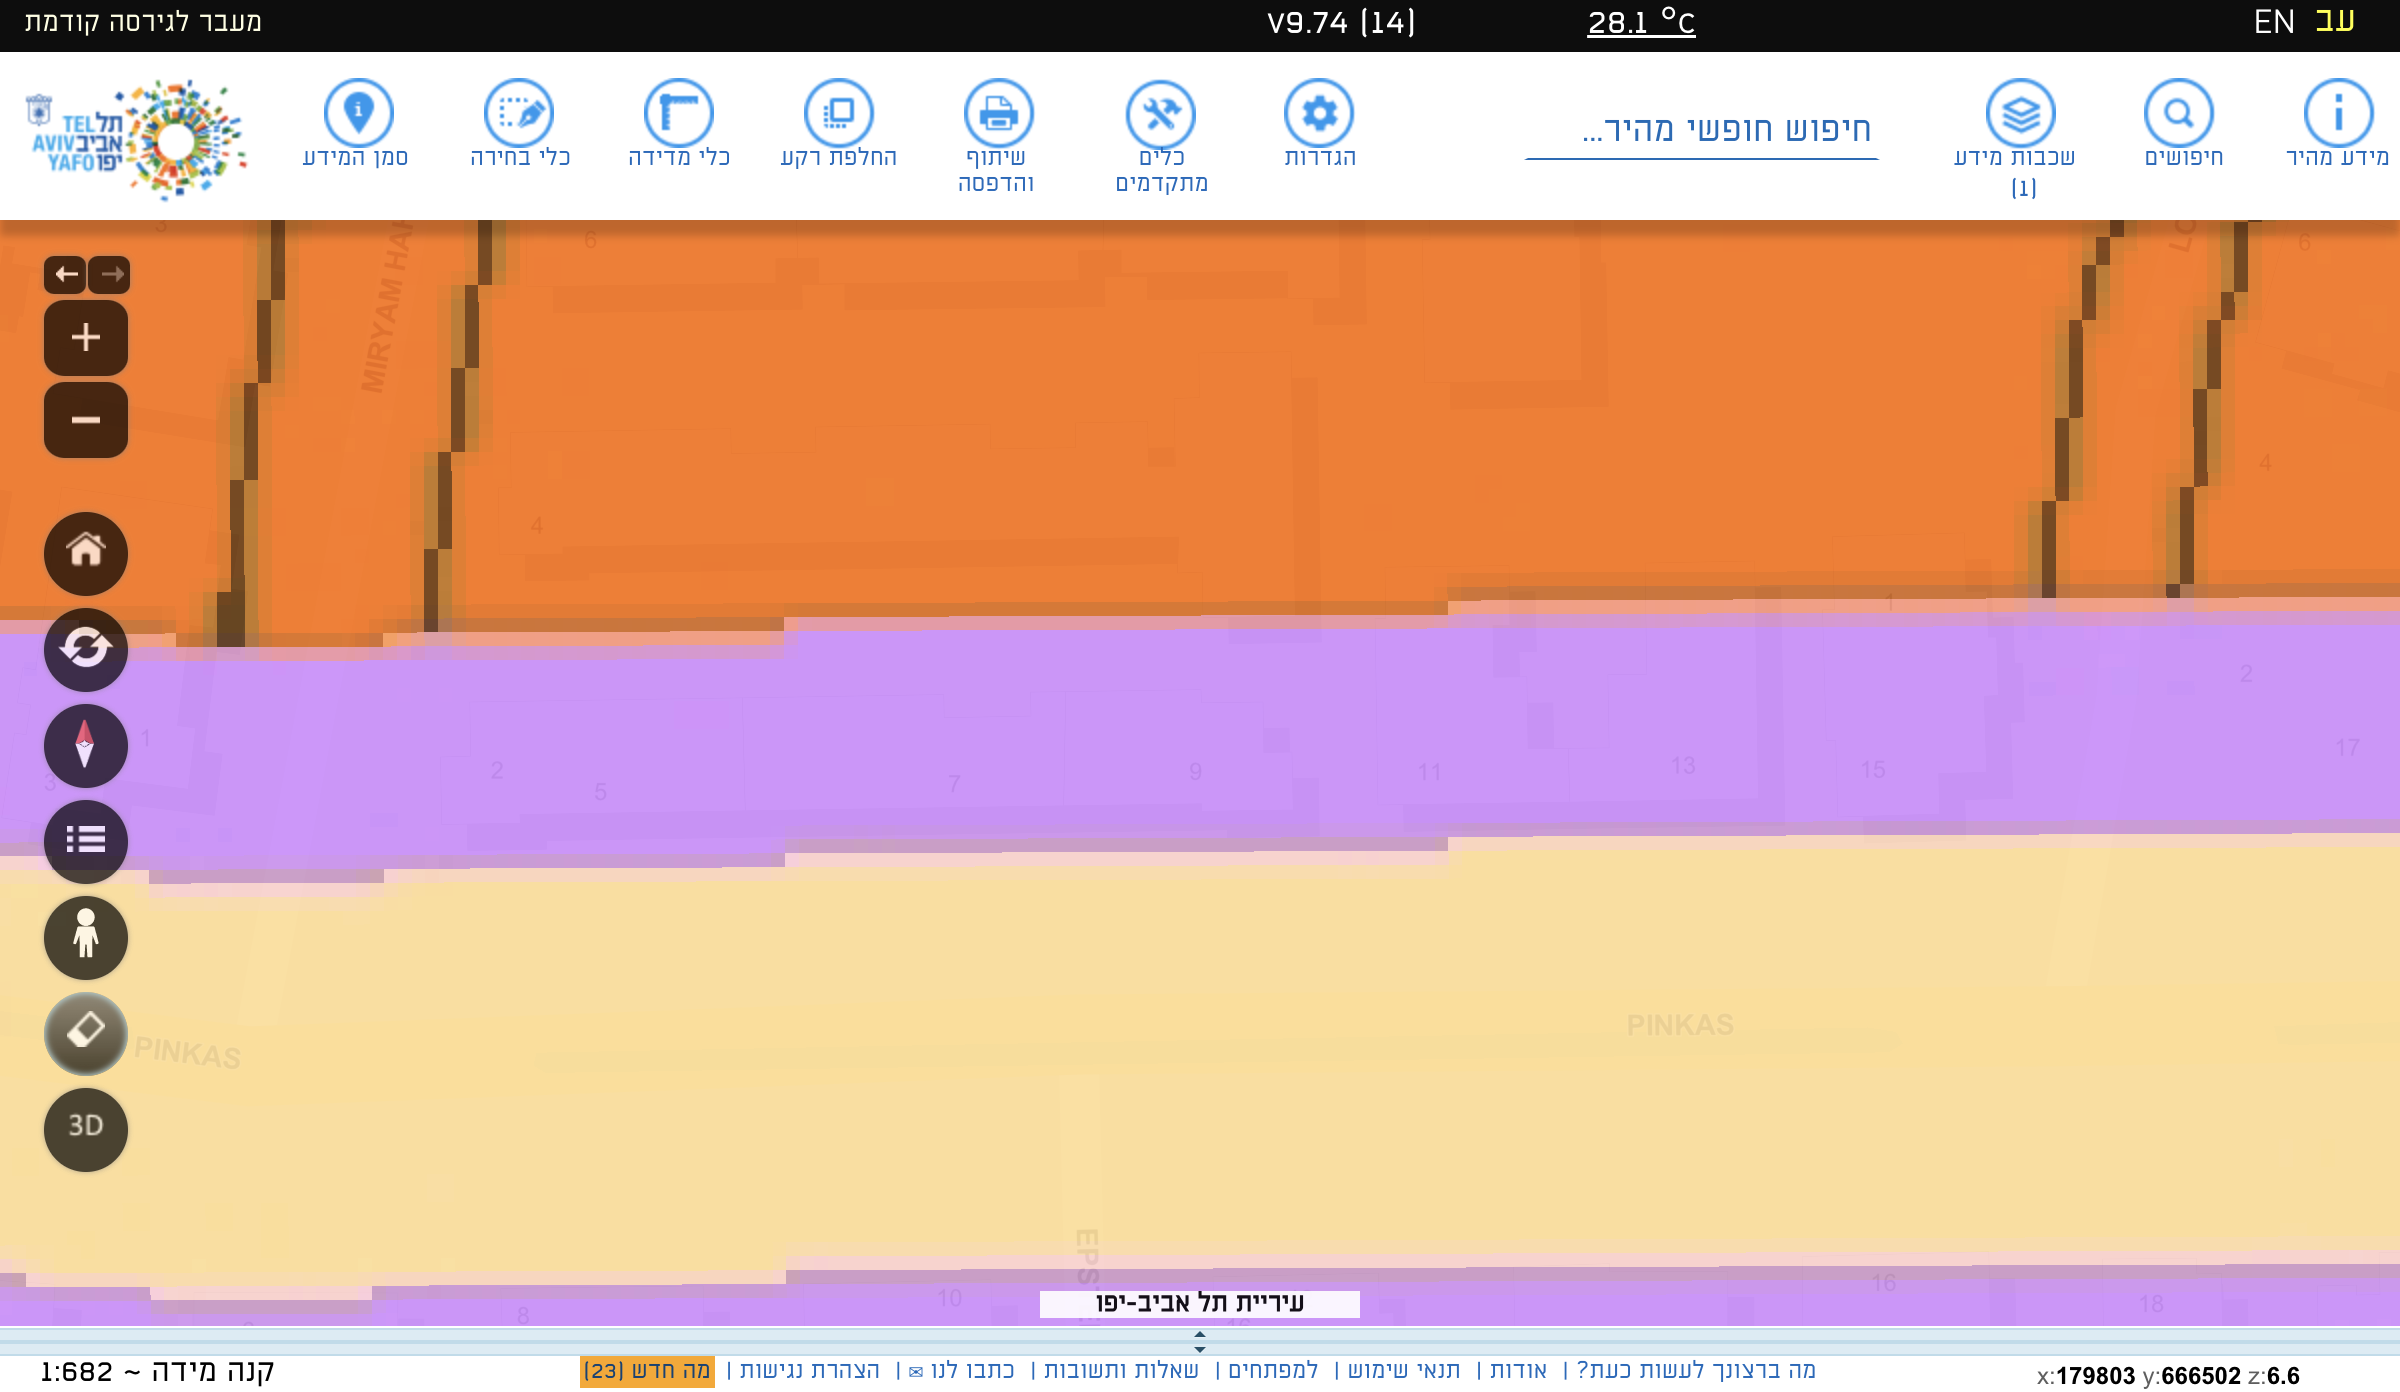 עב EN
28.1 °C
V9.74 (14)
מעבר לגירסה קודמת
מידע מהיר
חיפושים
שכבות מידע
(1)
חיפוש חופשי מהיר...
הגדרות
כלים
מתקדמים
שיתוף
והדפסה
החלפת רקע
כלי מדידה
כלי בחירה
סמן המידע
תל
אביב
יפו
TEL
AVIV
YAFO
3
6
6
MIRYAM HA
LO
4
4
1
2
1
3
2
5
7
9
11
13
15
17
PINKAS
PINKAS
3D
EPS
8
10
16
18
עיריית תל אביב-יפו
מה ברצונך לעשות כעת? | אודות | תנאי שימוש | למפתחים | שאלות ותשובות | כתבו לנו ✉ | הצהרת נגישות | מה חדש (23)
קנה מידה ~ 1:682
x:179803 y:666502 z:6.6